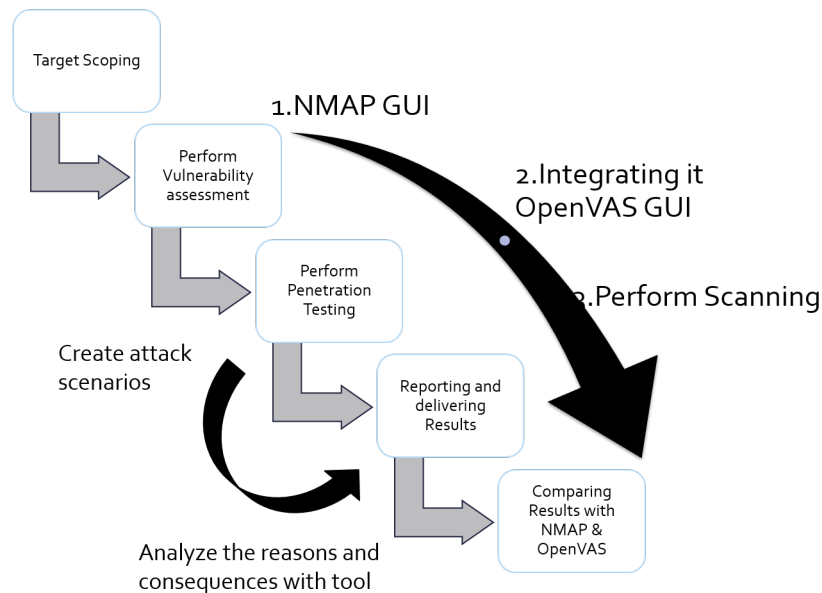 Target Scoping
1.NMAP GUI
Perform
Vulnerability
assessment
2.Integrating it
OpenVAS GUI
Perform
Penetration
Testing
3.Perform Scanning
Create attack
scenarios
Reporting and
delivering
Results
Comparing
Results with
NMAP &
OpenVAS
Analyze the reasons and
consequences with tool